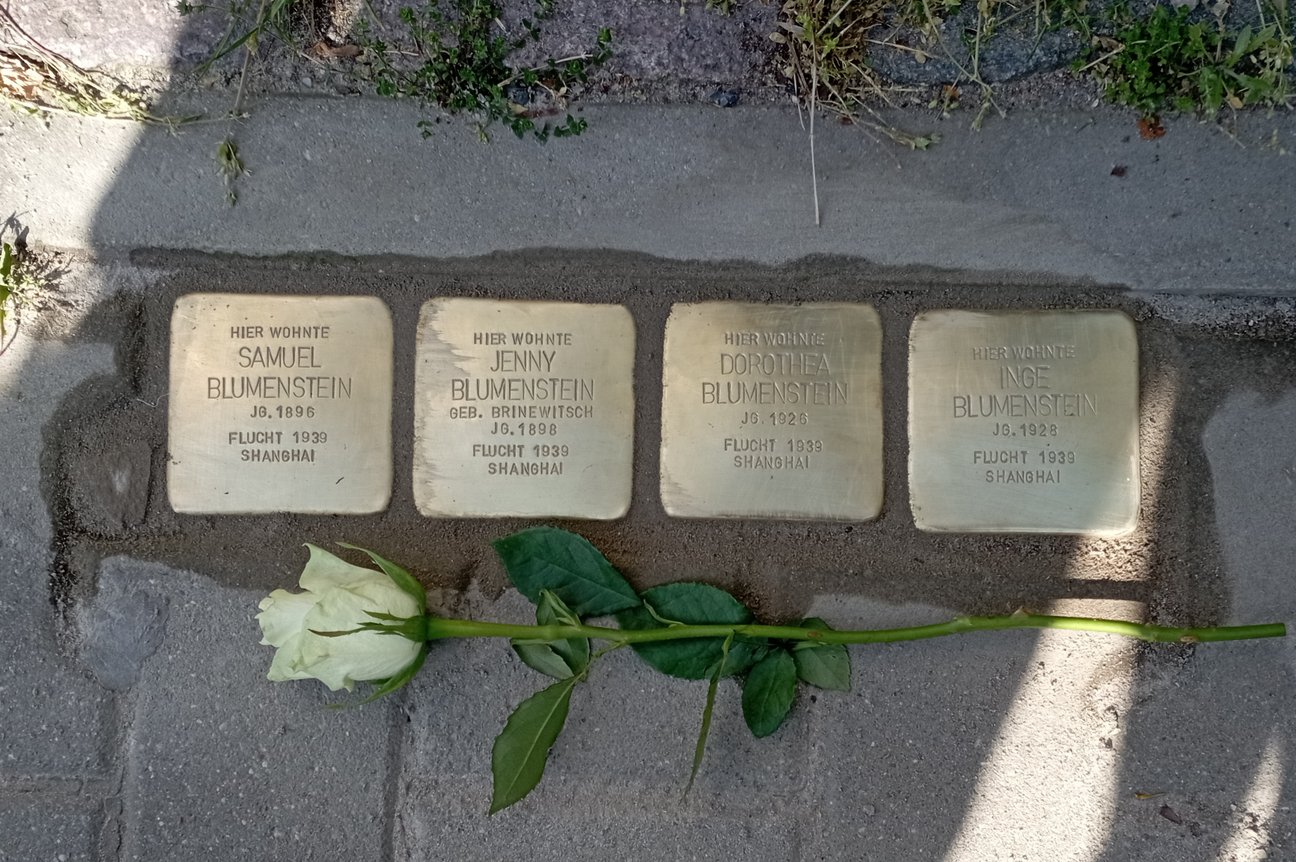 HIER WOHNTE
SAMUEL
BLUMENSTEIN
JG. 1896
FLUCHT 1939
SHANGHAI
HIER WOHNTE
JENNY
BLUMENSTEIN
GEB. BRINEWITSCH
JG. 1898
FLUCHT 1939
SHANGHAI
HIER WOHNTE
DOROTHEA
BLUMENSTEIN
JG. 1926
FLUCHT 1939
SHANGHAI
HIER WOHNTE
INGE
BLUMENSTEIN
JG. 1928
FLUCHT 1939
SHANGHAI